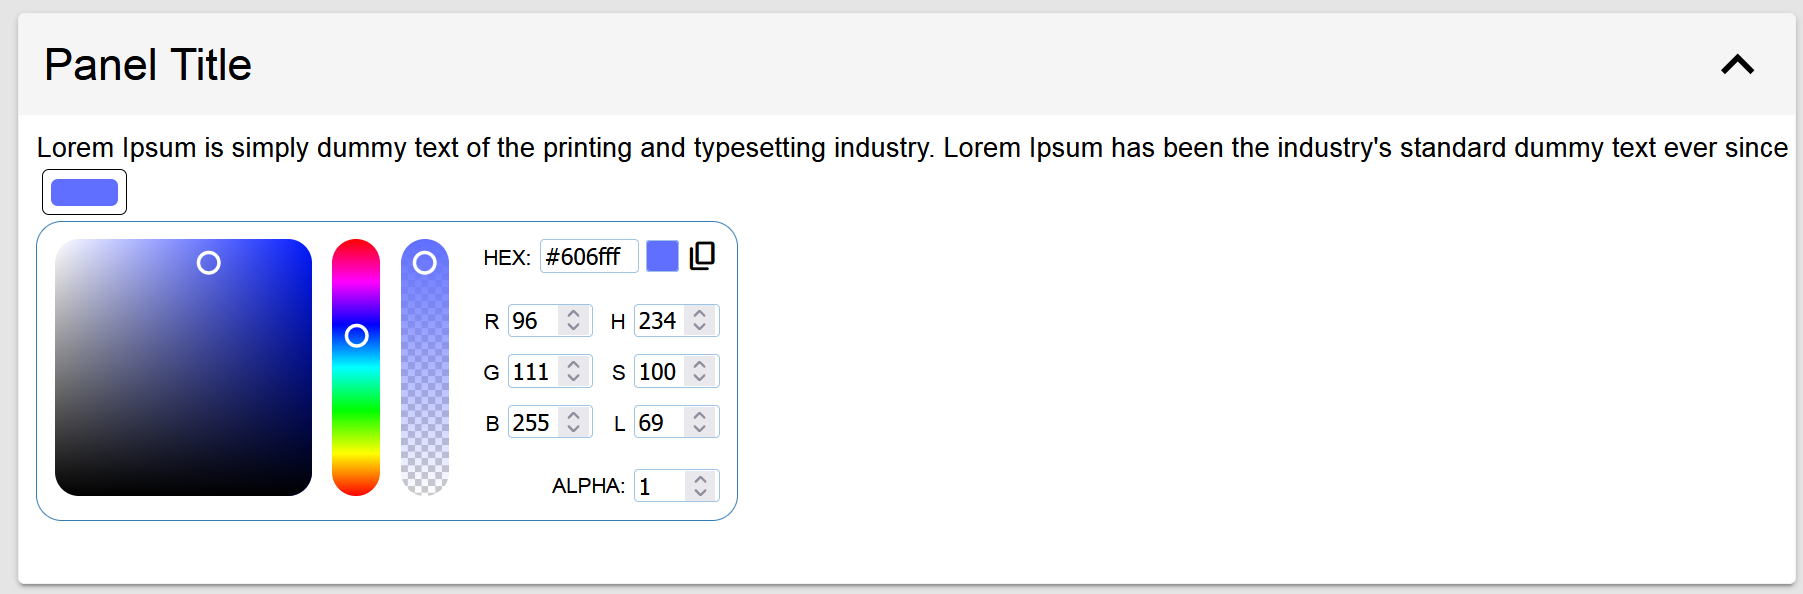 Panel Title
Lorem Ipsum is simply dummy text of the printing and typesetting industry. Lorem Ipsum has been the industry's standard dummy text ever since
HEX: #606fff
R 96 H 234
G 111 S 100
B 255 L 69
ALPHA: 1